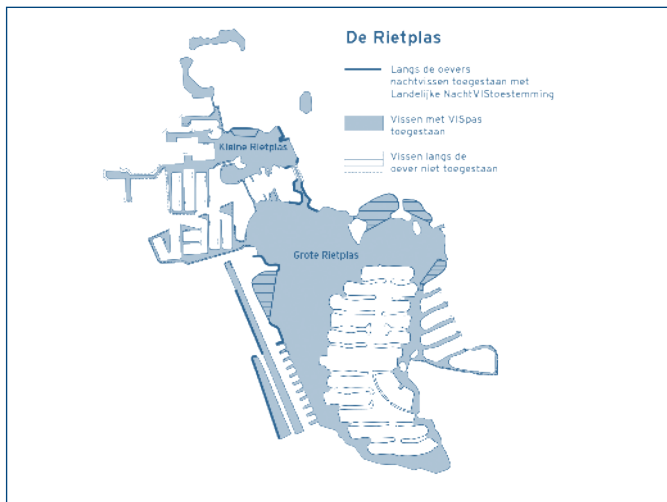 De Rietplas
Langs de oevers
nachtvissen toegestaan met
Landelijke NachtVIStoestemming
Vissen met VISpas
toegestaan
Vissen langs de
oever niet toegestaan
Kleine Rietplas
Grote Rietplas